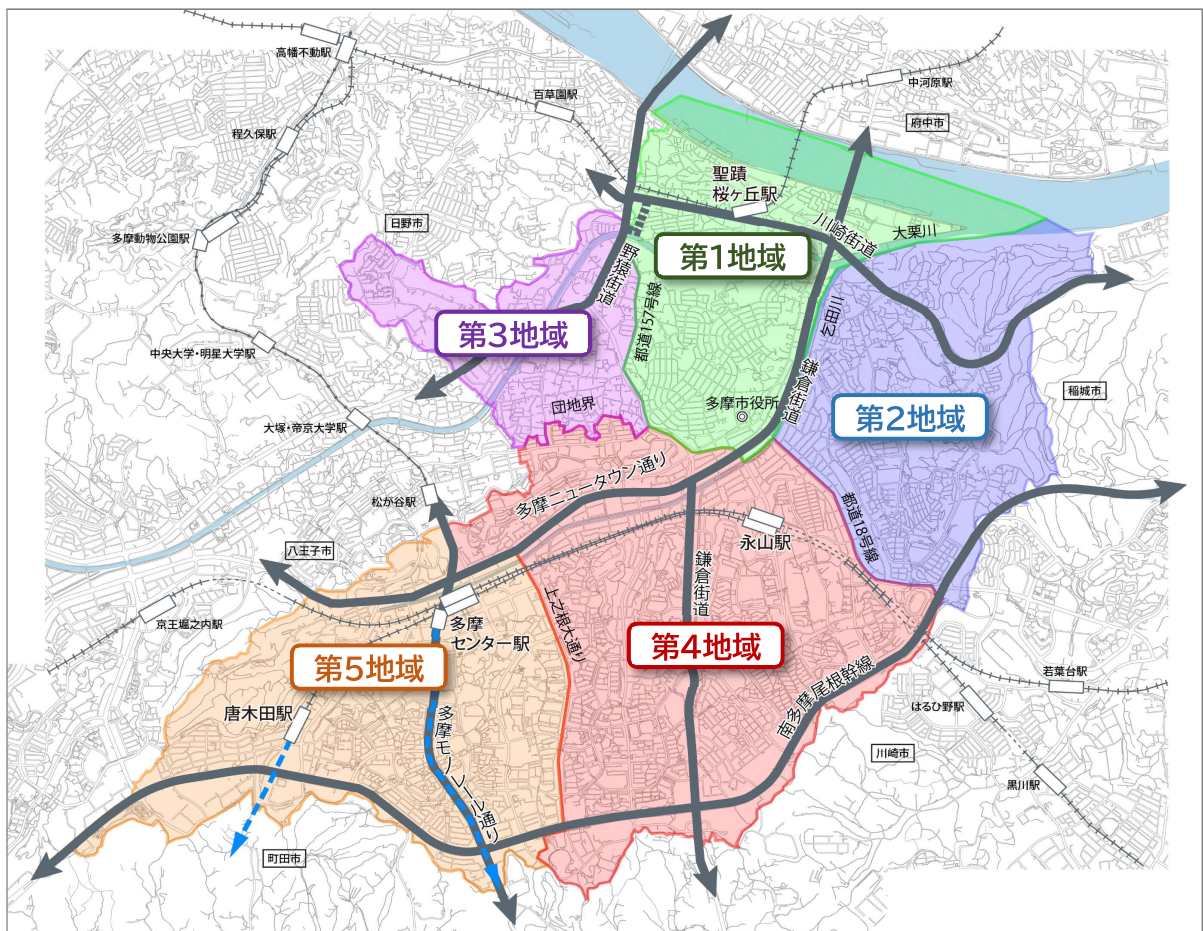 高幡不動駅
百草園駅
中河原駅
府中市
程久保駅
聖蹟
桜ヶ丘駅
日野市
川崎街道
大栗川
多摩動物公園駅
野猿街道
第1地域
都道157号線
乞田川
第3地域
中央大学・明星大学駅
鎌倉街道
稲城市
団地界
多摩市役所
第2地域
大塚・帝京大学駅
多摩ニュータウン通り
松が谷駅
都道18号線
永山駅
八王子市
鎌倉街道
京王堀之内駅
多摩
センター駅
上之根大通り
第4地域
第5地域
若葉台駅
唐木田駅
はるひ野駅
南多摩尾根幹線
多摩モノレール通り
川崎市
黒川駅
町田市